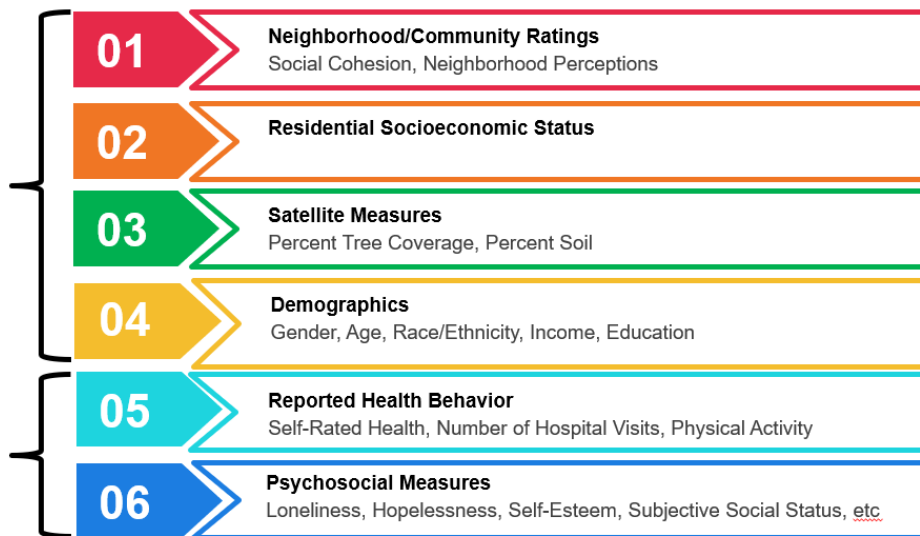 01
Neighborhood/Community Ratings
Social Cohesion, Neighborhood Perceptions
02
Residential Socioeconomic Status
03
Satellite Measures
Percent Tree Coverage, Percent Soil
04
Demographics
Gender, Age, Race/Ethnicity, Income, Education
05
Reported Health Behavior
Self-Rated Health, Number of Hospital Visits, Physical Activity
06
Psychosocial Measures
Loneliness, Hopelessness, Self-Esteem, Subjective Social Status, etc